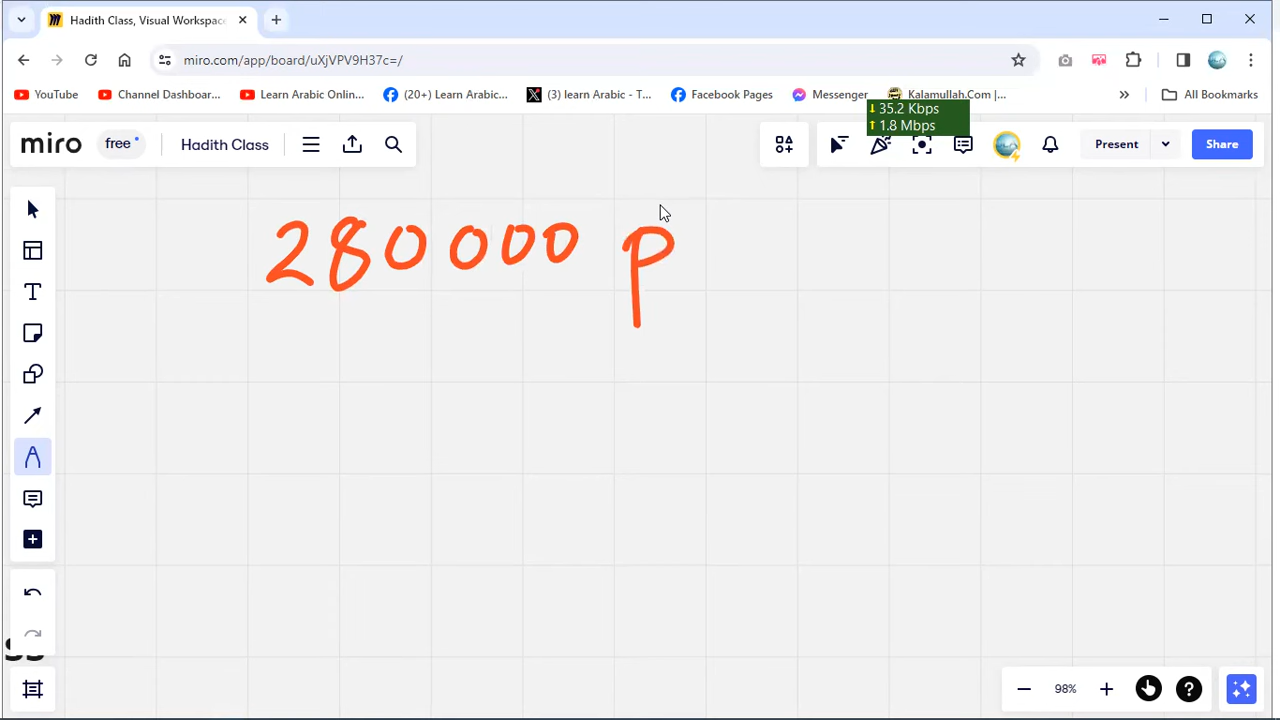 Hadith Class, Visual Workspace
miro.com/app/board/uXjVPV9H37c=/
YouTube Channel Dashboar... Learn Arabic Onlin... (20+) Learn Arabic... (3) learn Arabic - T... Facebook Pages Messenger Kalamullah.Com |... » All Bookmarks
35.2 Kbps
1.8 Mbps
miro free Hadith Class Present Share
280000 p
98%